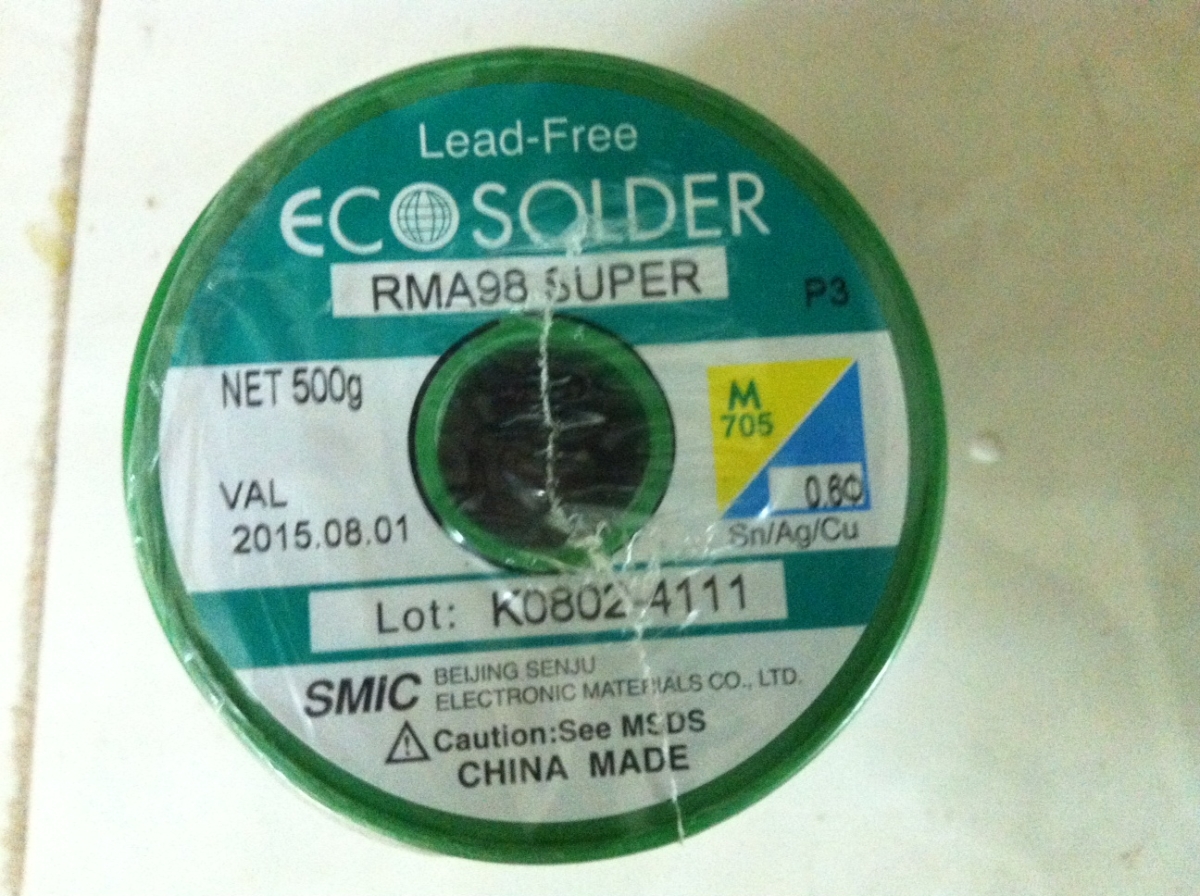 Lead-Free
ECOSOLDER
RMA98 SUPER
P3
NET 500g
M
705
VAL
2015.08.01
0.6Φ
Sn/Ag/Cu
Lot: K0802-4111
SMIC BEIJING SENJU
ELECTRONIC MATERIALS CO., LTD.
Caution:See MSDS
CHINA MADE